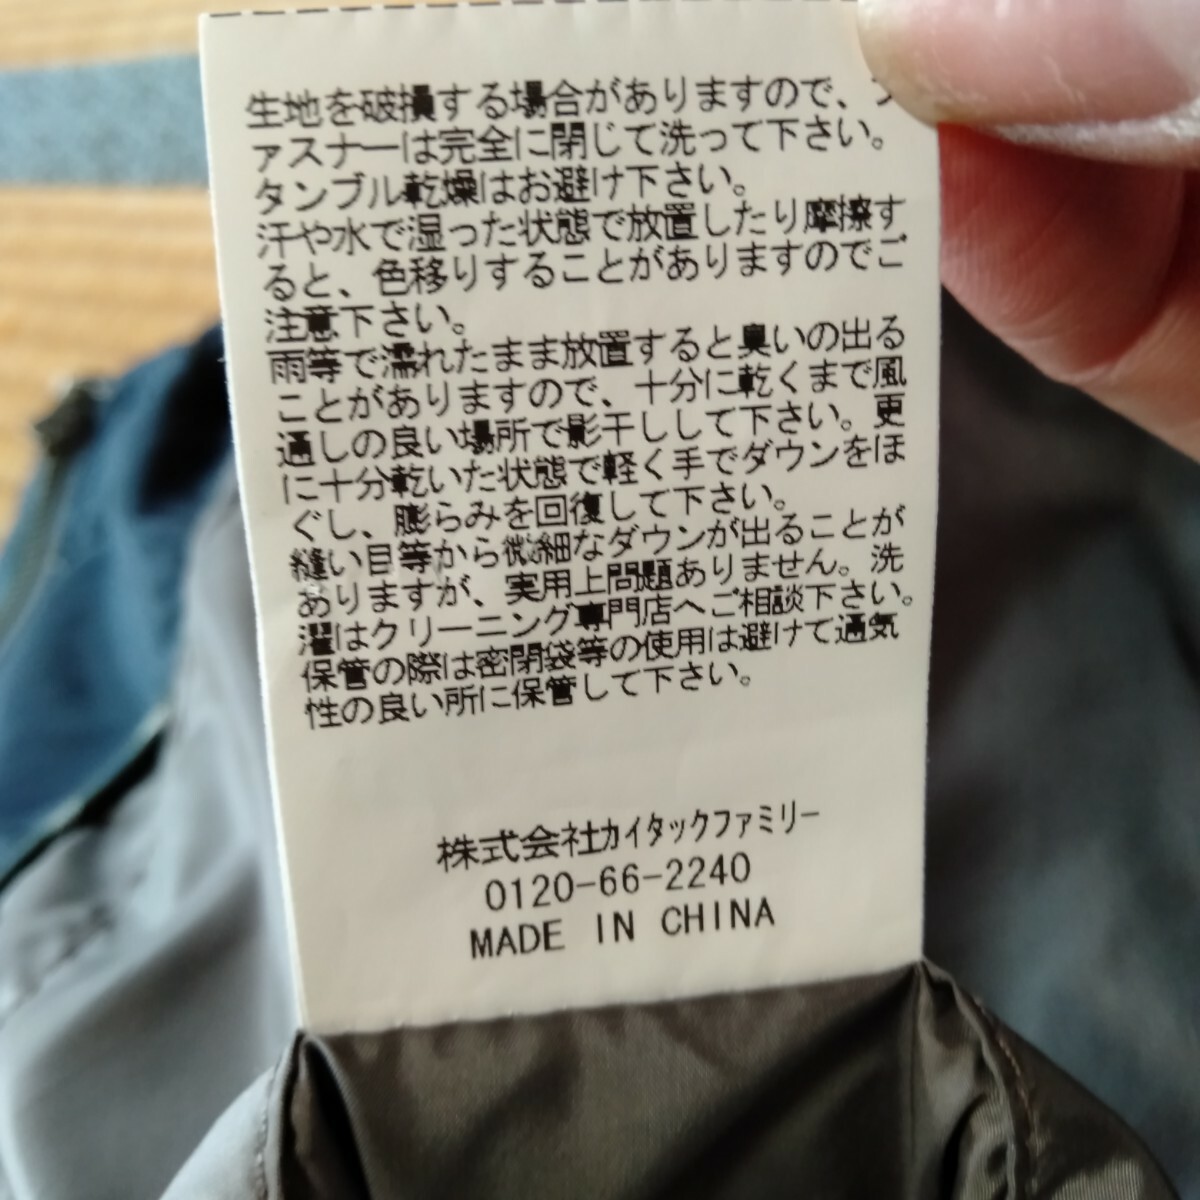 生地を破損する場合がありますので、フ
ァスナーは完全に閉じて洗って下さい。
タンブル乾燥はお避け下さい。
汗や水で湿った状態で放置したり摩擦す
ると、色移りすることがありますのでご
注意下さい。
雨等で濡れたまま放置すると臭いの出る
ことがありますので、十分に乾くまで風
通しの良い場所で影干しして下さい。更
に十分乾いた状態で軽く手でダウンをほ
ぐし、膨らみを回復して下さい。
縫い目等から微細なダウンが出ることが
ありますが、実用上問題ありません。洗
濯はクリーニング専門店へご相談下さい。
保管の際は密閉袋等の使用は避けて通気
性の良い所に保管して下さい。
株式会社カイタックファミリー
0120-66-2240
MADE IN CHINA